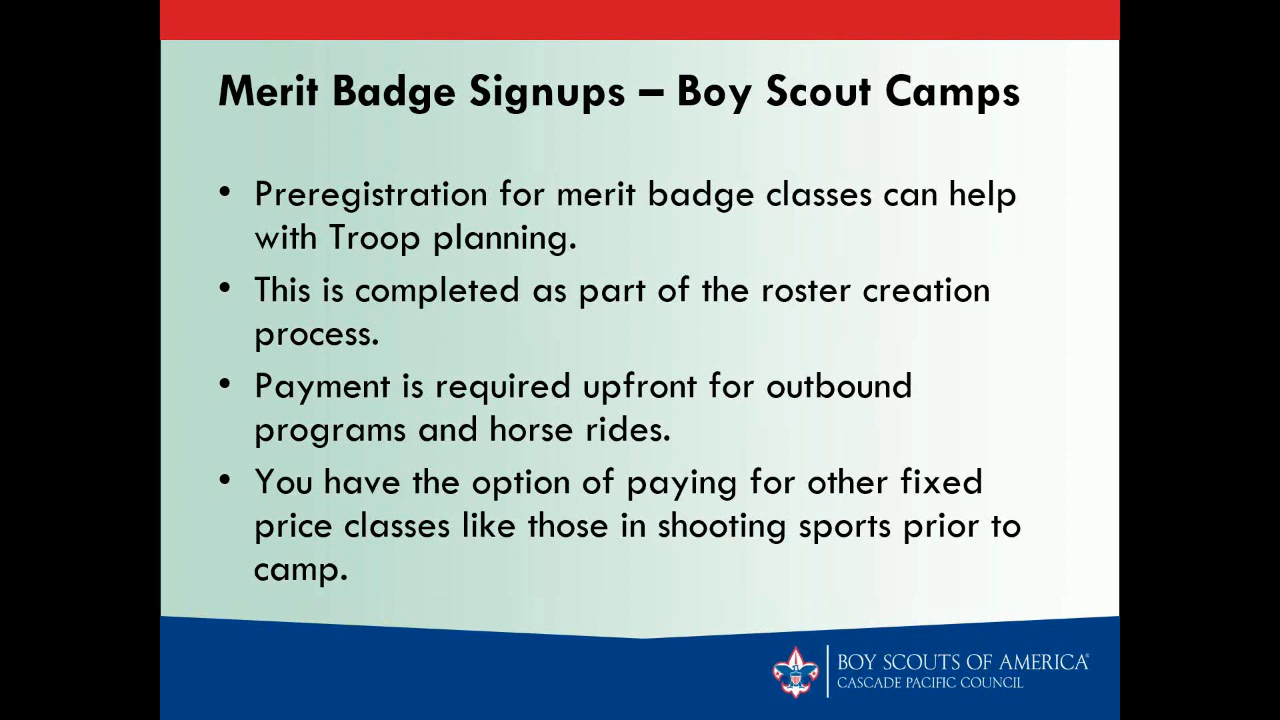 Merit Badge Signups – Boy Scout Camps
• Preregistration for merit badge classes can help
with Troop planning.
• This is completed as part of the roster creation
process.
• Payment is required upfront for outbound
programs and horse rides.
• You have the option of paying for other fixed
price classes like those in shooting sports prior to
camp.
BOY SCOUTS OF AMERICA®
CASCADE PACIFIC COUNCIL